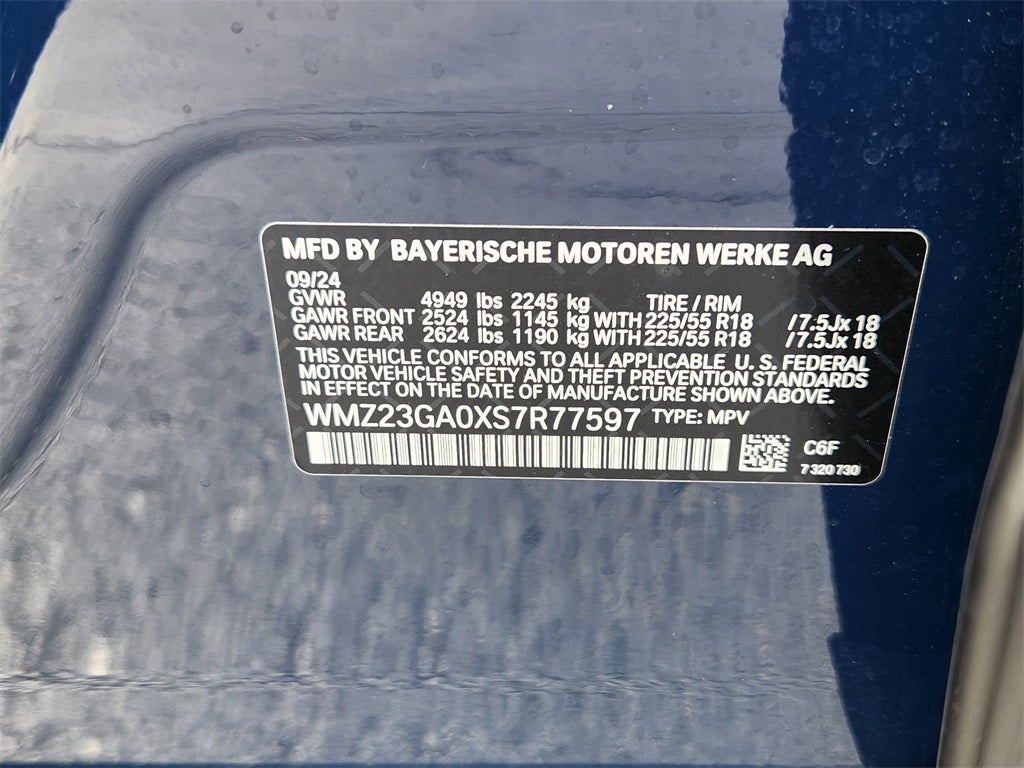 MFD BY BAYERISCHE MOTOREN WERKE AG
09/24
GVWR 4949 lbs 2245 kg TIRE / RIM
GAWR FRONT 2524 lbs 1145 kg WITH 225/55 R18 /7.5Jx 18
GAWR REAR 2624 lbs 1190 kg WITH 225/55 R18 /7.5Jx 18
THIS VEHICLE CONFORMS TO ALL APPLICABLE U.S. FEDERAL
MOTOR VEHICLE SAFETY AND THEFT PREVENTION STANDARDS
IN EFFECT ON THE DATE OF MANUFACTURE SHOWN ABOVE.
WMZ23GA0XS7R77597 TYPE: MPV
C6F
7 320 730